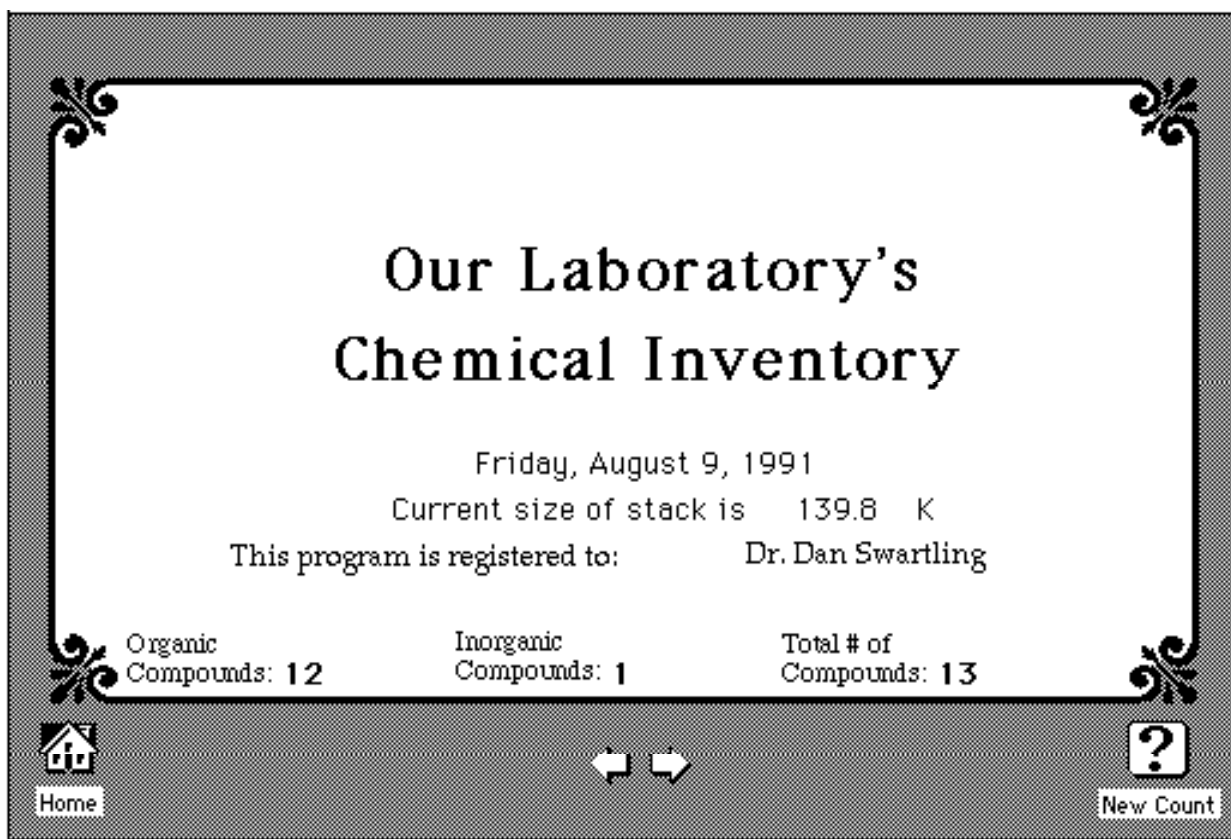 Our Laboratory's
Chemical Inventory
Friday, August 9, 1991
Current size of stack is 139.8 K
This program is registered to: Dr. Dan Swartling
Organic
Compounds: 12
Inorganic
Compounds: 1
Total # of
Compounds: 13
Home
?
New Count